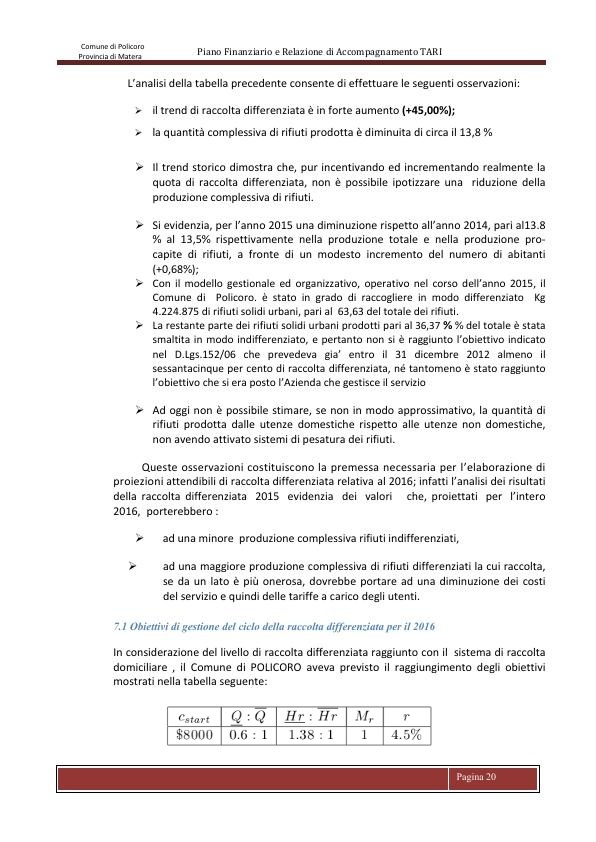 Comune di Policoro
Provincia di Matera
Piano Finanziario e Relazione di Accompagnamento TARI
L’analisi della tabella precedente consente di effettuare le seguenti osservazioni:
➢ il trend di raccolta differenziata è in forte aumento (+45,00%);
➢ la quantità complessiva di rifiuti prodotta è diminuita di circa il 13,8 %
➢ Il trend storico dimostra che, pur incentivando ed incrementando realmente la
quota di raccolta differenziata, non è possibile ipotizzare una riduzione della
produzione complessiva di rifiuti.
➢ Si evidenzia, per l’anno 2015 una diminuzione rispetto all’anno 2014, pari al13.8
% al 13,5% rispettivamente nella produzione totale e nella produzione pro-
capite di rifiuti, a fronte di un modesto incremento del numero di abitanti
(+0,68%);
➢ Con il modello gestionale ed organizzativo, operativo nel corso dell’anno 2015, il
Comune di Policoro. è stato in grado di raccogliere in modo differenziato Kg
4.224.875 di rifiuti solidi urbani, pari al 63,63 del totale dei rifiuti.
➢ La restante parte dei rifiuti solidi urbani prodotti pari al 36,37 % % del totale è stata
smaltita in modo indifferenziato, e pertanto non si è raggiunto l’obiettivo indicato
nel D.Lgs.152/06 che prevedeva gia’ entro il 31 dicembre 2012 almeno il
sessantacinque per cento di raccolta differenziata, né tantomeno è stato raggiunto
l’obiettivo che si era posto l’Azienda che gestisce il servizio
➢ Ad oggi non è possibile stimare, se non in modo approssimativo, la quantità di
rifiuti prodotta dalle utenze domestiche rispetto alle utenze non domestiche,
non avendo attivato sistemi di pesatura dei rifiuti.
Queste osservazioni costituiscono la premessa necessaria per l’elaborazione di
proiezioni attendibili di raccolta differenziata relativa al 2016; infatti l’analisi dei risultati
della raccolta differenziata 2015 evidenzia dei valori che, proiettati per l’intero
2016, porterebbero :
➢ ad una minore produzione complessiva rifiuti indifferenziati,
➢ ad una maggiore produzione complessiva di rifiuti differenziati la cui raccolta,
se da un lato è più onerosa, dovrebbe portare ad una diminuzione dei costi
del servizio e quindi delle tariffe a carico degli utenti.
7.1 Obiettivi di gestione del ciclo della raccolta differenziata per il 2016
In considerazione del livello di raccolta differenziata raggiunto con il sistema di raccolta
domiciliare , il Comune di POLICORO aveva previsto il raggiungimento degli obiettivi
mostrati nella tabella seguente:
c_start Q̲ : Q̅ H̲r̲ : H̅r̅ M_r r
$8000 0.6 : 1 1.38 : 1 1 4.5%
Pagina 20